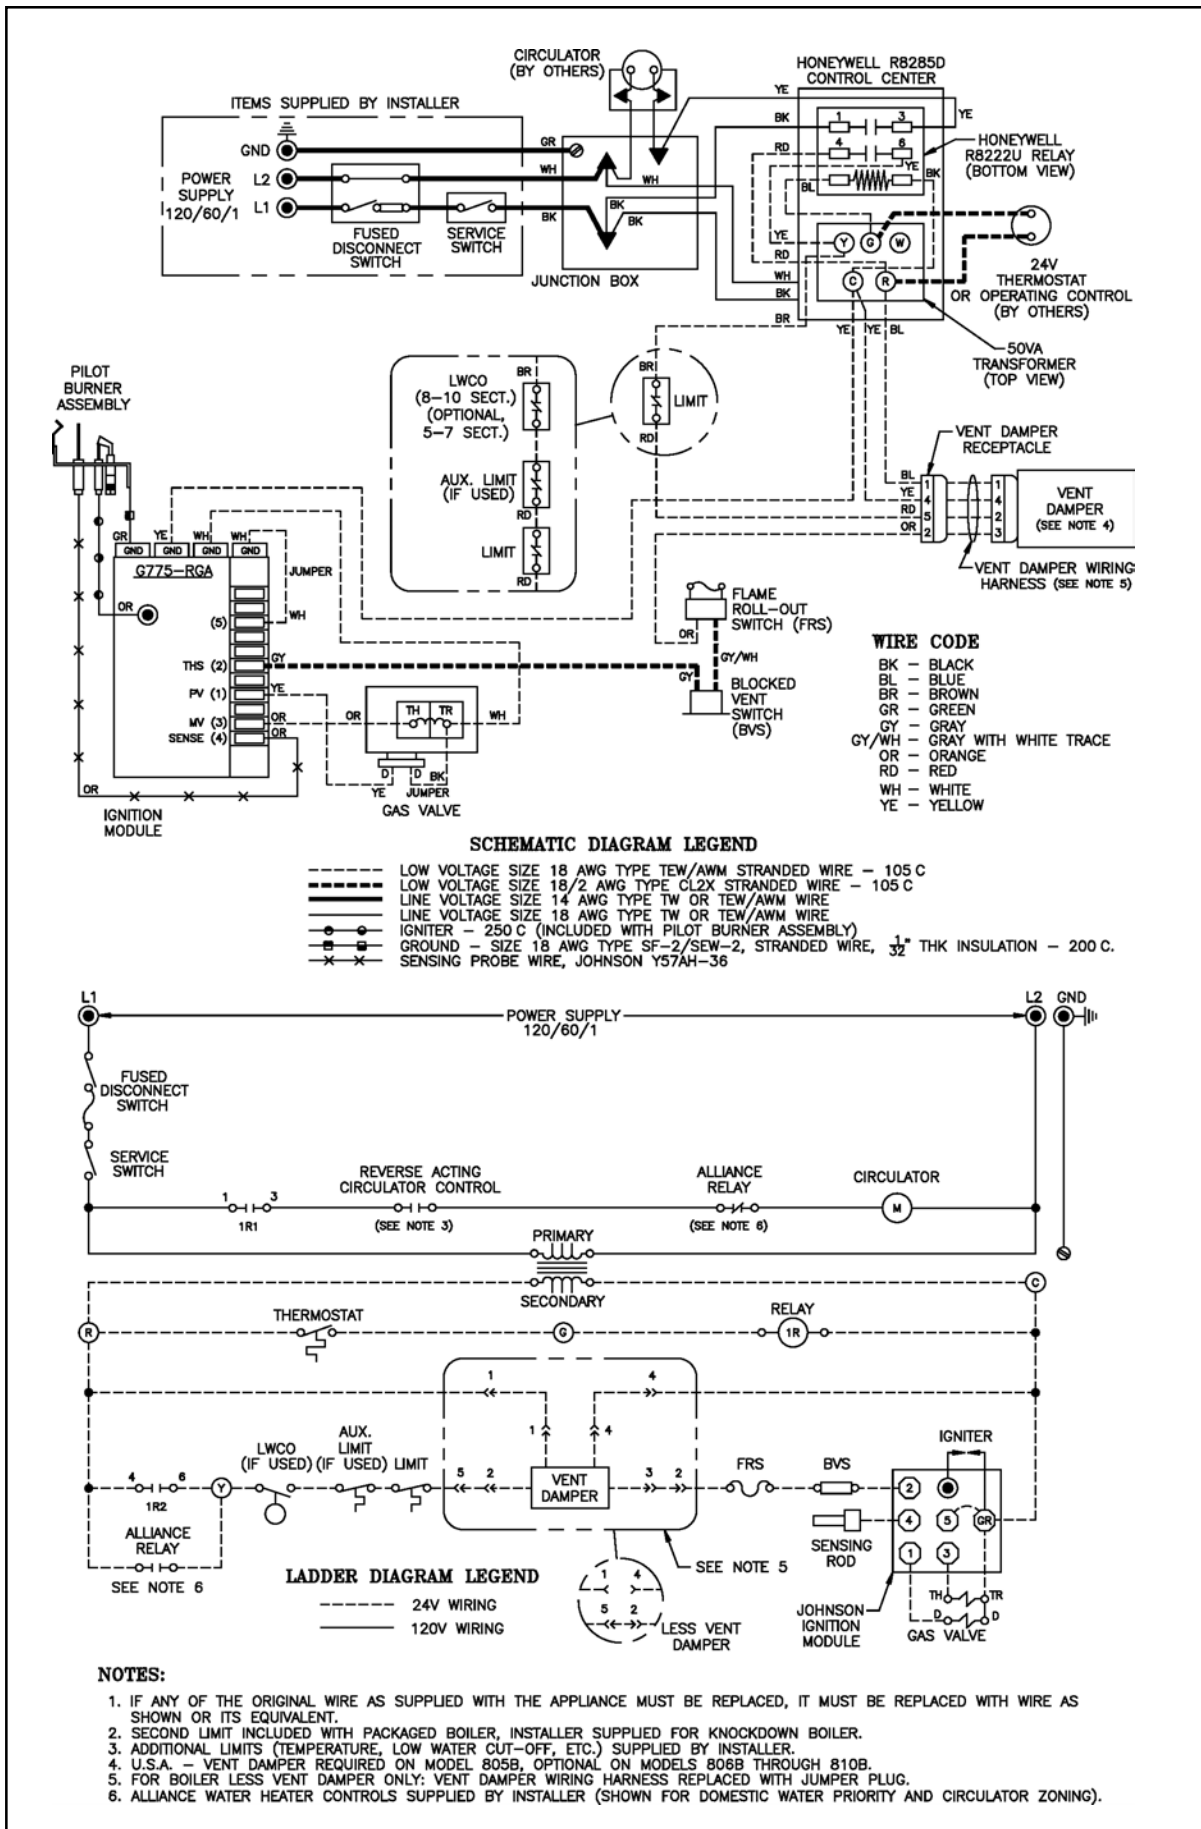 CIRCULATOR
(BY OTHERS)
HONEYWELL R8285D
CONTROL CENTER
ITEMS SUPPLIED BY INSTALLER
YE
YE
BK
1
3
GND
GR
HONEYWELL
R8222U RELAY
(BOTTOM VIEW)
RD
4
6
YE
BK
POWER
SUPPLY
120/60/1
L2
WH
WH
BL
L1
BK
BK
BK
FUSED
DISCONNECT
SWITCH
SERVICE
SWITCH
JUNCTION BOX
YE
Y
G
W
RD
24V
THERMOSTAT
OR OPERATING CONTROL
(BY OTHERS)
WH
C
R
BK
BR
YE
YE
BL
50VA
TRANSFORMER
(TOP VIEW)
PILOT
BURNER
ASSEMBLY
LWCO
(8-10 SECT.)
(OPTIONAL,
5-7 SECT.)
BR
BR
LIMIT
RD
AUX. LIMIT
(IF USED)
RD
LIMIT
RD
VENT DAMPER
RECEPTACLE
BL
1
1
YE
4
4
RD
5
2
OR
2
3
VENT
DAMPER
(SEE NOTE 4)
VENT DAMPER WIRING
HARNESS (SEE NOTE 5)
GR
YE
WH
WH
GND
GND
GND
GND
G775-RGA
JUMPER
OR
(5)
WH
THS (2)
GY
PV (1)
YE
MV (3)
OR
SENSE (4)
OR
OR
IGNITION
MODULE
OR
TH
TR
WH
D
D
BK
YE
JUMPER
GAS VALVE
FLAME
ROLL-OUT
SWITCH (FRS)
OR
GY/WH
GY
BLOCKED
VENT
SWITCH
(BVS)
WIRE CODE
BK – BLACK
BL – BLUE
BR – BROWN
GR – GREEN
GY – GRAY
GY/WH – GRAY WITH WHITE TRACE
OR – ORANGE
RD – RED
WH – WHITE
YE – YELLOW
SCHEMATIC DIAGRAM LEGEND
LOW VOLTAGE SIZE 18 AWG TYPE TEW/AWM STRANDED WIRE – 105 C
LOW VOLTAGE SIZE 18/2 AWG TYPE CL2X STRANDED WIRE – 105 C
LINE VOLTAGE SIZE 14 AWG TYPE TW OR TEW/AWM WIRE
LINE VOLTAGE SIZE 18 AWG TYPE TW OR TEW/AWM WIRE
IGNITER – 250 C (INCLUDED WITH PILOT BURNER ASSEMBLY)
GROUND – SIZE 18 AWG TYPE SF-2/SEW-2, STRANDED WIRE, 1/32" THK INSULATION – 200 C.
SENSING PROBE WIRE, JOHNSON Y57AH-36
L1
POWER SUPPLY
120/60/1
L2
GND
FUSED
DISCONNECT
SWITCH
SERVICE
SWITCH
1
3
1R1
REVERSE ACTING
CIRCULATOR CONTROL
(SEE NOTE 3)
ALLIANCE
RELAY
(SEE NOTE 6)
CIRCULATOR
M
PRIMARY
SECONDARY
C
R
THERMOSTAT
G
RELAY
1R
1
4
1
4
4
6
1R2
Y
LWCO
(IF USED)
AUX.
LIMIT
(IF USED)
LIMIT
5
2
VENT
DAMPER
3
2
FRS
BVS
IGNITER
2
4
5
GR
1
3
SENSING
ROD
ALLIANCE
RELAY
SEE NOTE 6
SEE NOTE 5
1
4
5
2
LESS VENT
DAMPER
JOHNSON
IGNITION
MODULE
TH
TR
D
D
GAS VALVE
LADDER DIAGRAM LEGEND
24V WIRING
120V WIRING
NOTES:
1. IF ANY OF THE ORIGINAL WIRE AS SUPPLIED WITH THE APPLIANCE MUST BE REPLACED, IT MUST BE REPLACED WITH WIRE AS
SHOWN OR ITS EQUIVALENT.
2. SECOND LIMIT INCLUDED WITH PACKAGED BOILER, INSTALLER SUPPLIED FOR KNOCKDOWN BOILER.
3. ADDITIONAL LIMITS (TEMPERATURE, LOW WATER CUT-OFF, ETC.) SUPPLIED BY INSTALLER.
4. U.S.A. – VENT DAMPER REQUIRED ON MODEL 805B, OPTIONAL ON MODELS 806B THROUGH 810B.
5. FOR BOILER LESS VENT DAMPER ONLY: VENT DAMPER WIRING HARNESS REPLACED WITH JUMPER PLUG.
6. ALLIANCE WATER HEATER CONTROLS SUPPLIED BY INSTALLER (SHOWN FOR DOMESTIC WATER PRIORITY AND CIRCULATOR ZONING).